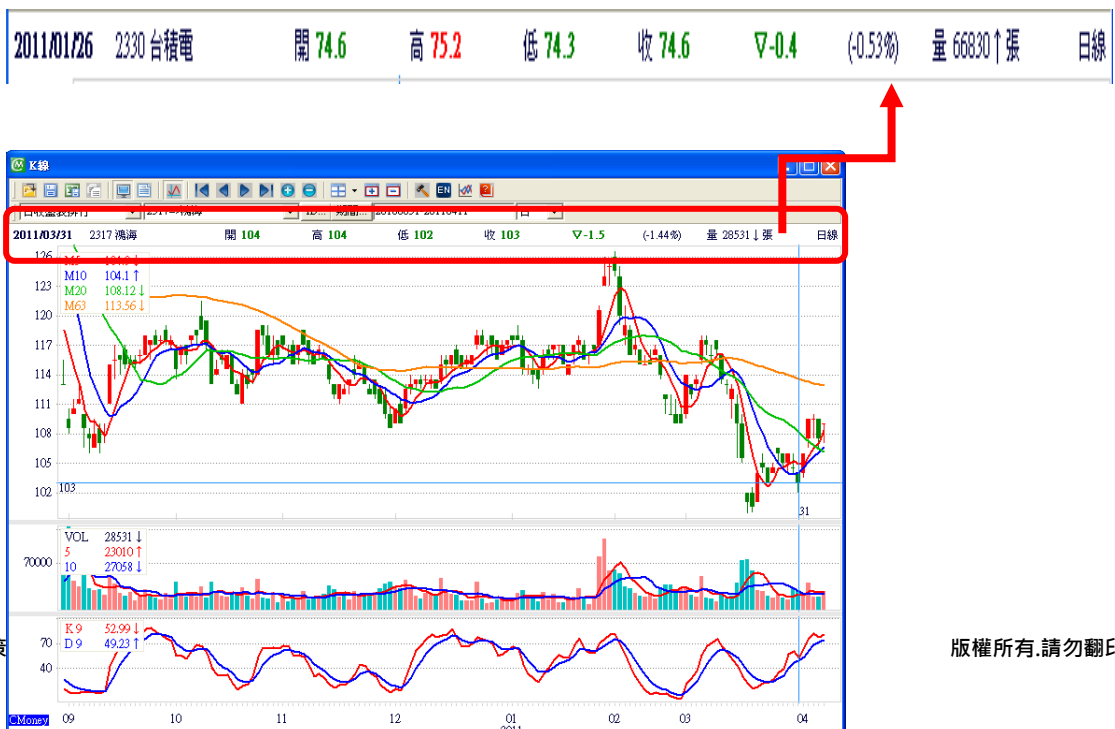 2011/01/26 2330 台積電 開 74.6 高 75.2 低 74.3 收 74.6 ▽-0.4 (-0.53%) 量 66830↑張 日線
K線
EN
2011/03/31 2317 鴻海 開 104 高 104 低 102 收 103 ▽-1.5 (-1.44%) 量 28531↓張 日線
126
M10 104.1↑
123
M20 108.12↓
M63 113.56↓
120
117
114
111
108
105
102
103
31
VOL 28531↓
5 23010↑
70000
10 27058↓
K 9 52.99↓
70
D 9 49.23↑
版權所有.請勿翻
40
CMoney 09 10 11 12 01 02 03 04
2011